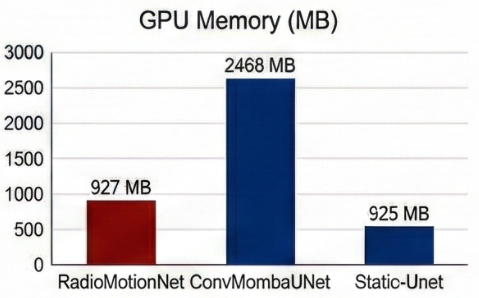 GPU Memory (MB)
3000
2500
2000
1500
1000
500
0
927 MB
2468 MB
925 MB
RadioMotionNet ConvMombaUNet Static-Unet